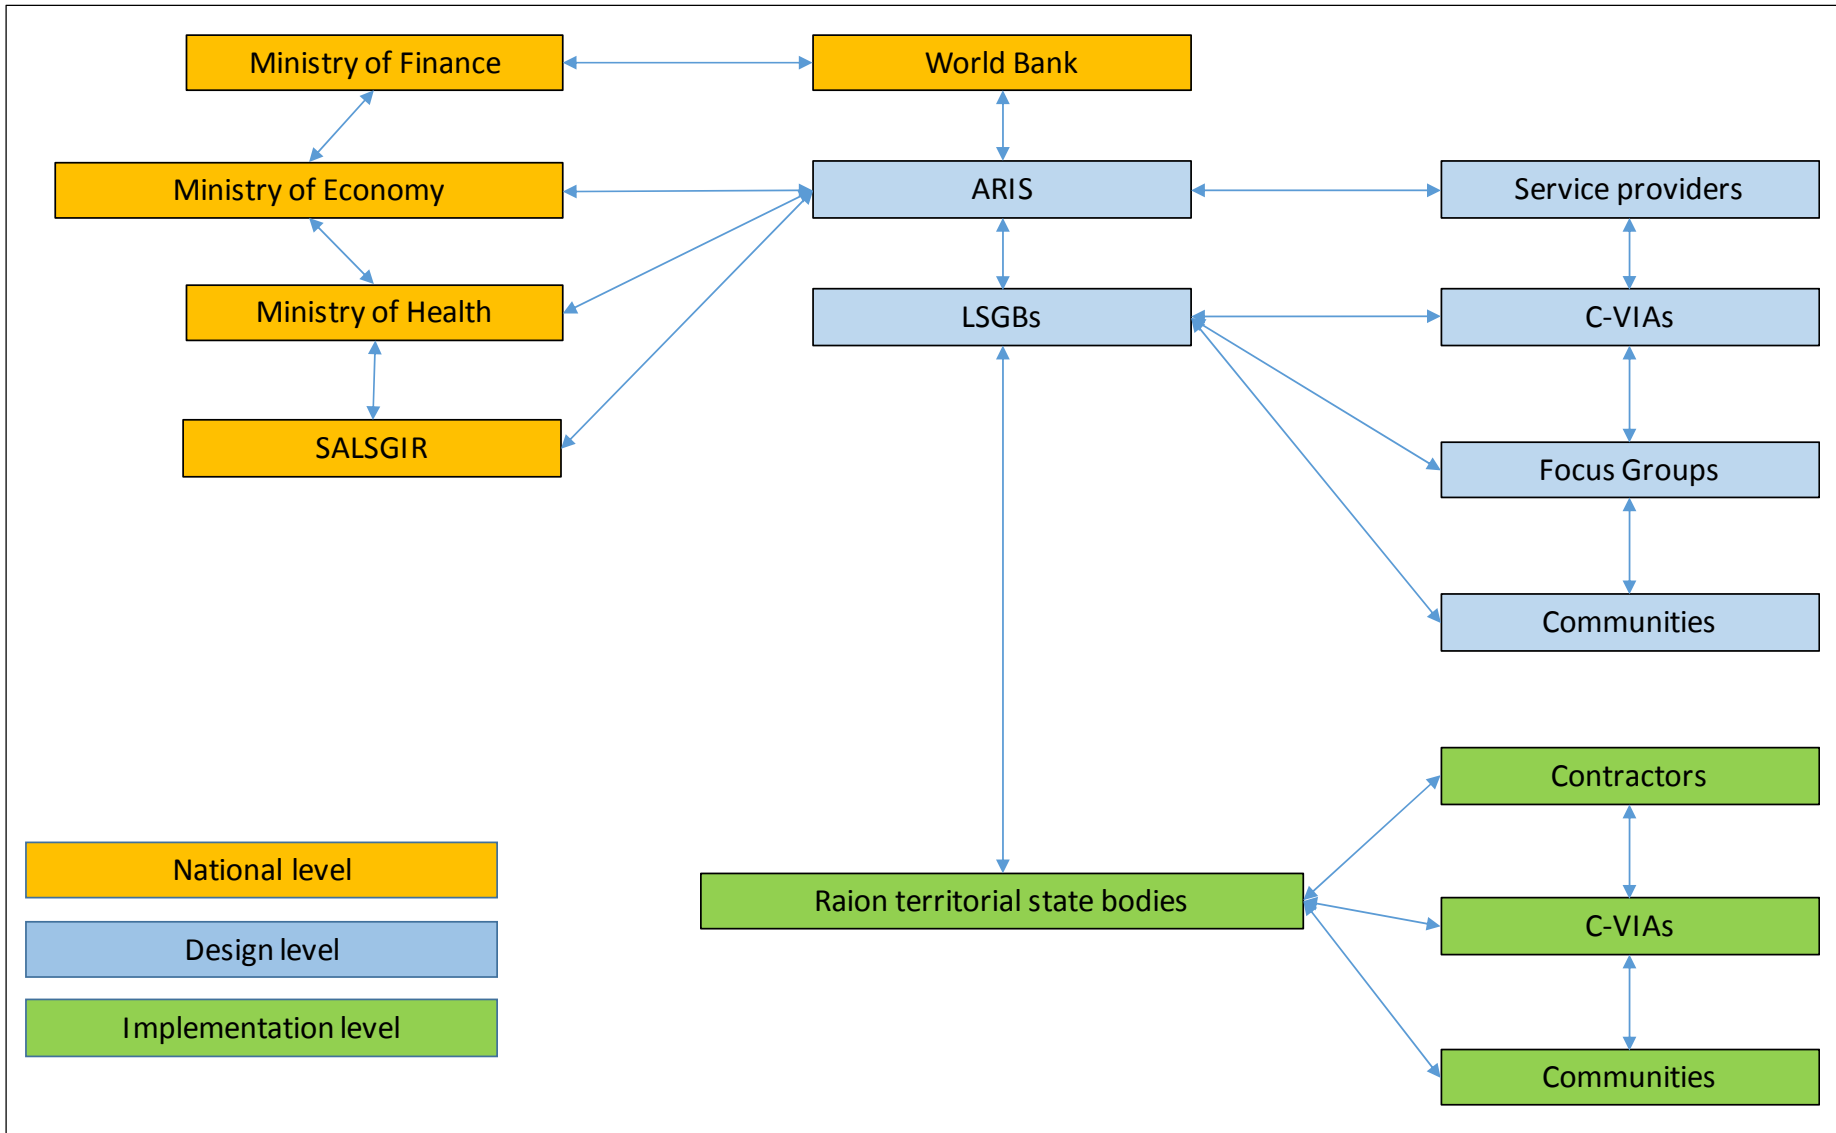 Ministry of Finance
World Bank
Ministry of Economy
ARIS
Service providers
Ministry of Health
LSGBs
C-VIAs
SALSGIR
Focus Groups
Communities
Contractors
National level
Raion territorial state bodies
C-VIAs
Design level
Implementation level
Communities